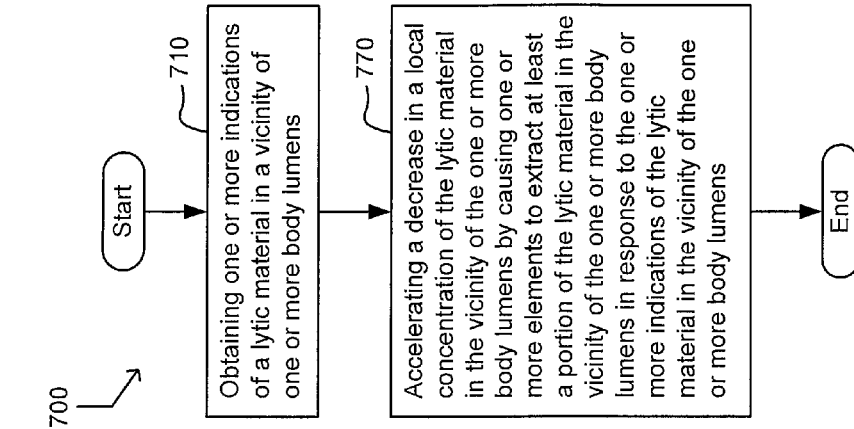 700
Start
710
Obtaining one or more indications
of a lytic material in a vicinity of
one or more body lumens
770
Accelerating a decrease in a local
concentration of the lytic material
in the vicinity of the one or more
body lumens by causing one or
more elements to extract at least
a portion of the lytic material in the
vicinity of the one or more body
lumens in response to the one or
more indications of the lytic
material in the vicinity of the one
or more body lumens
End